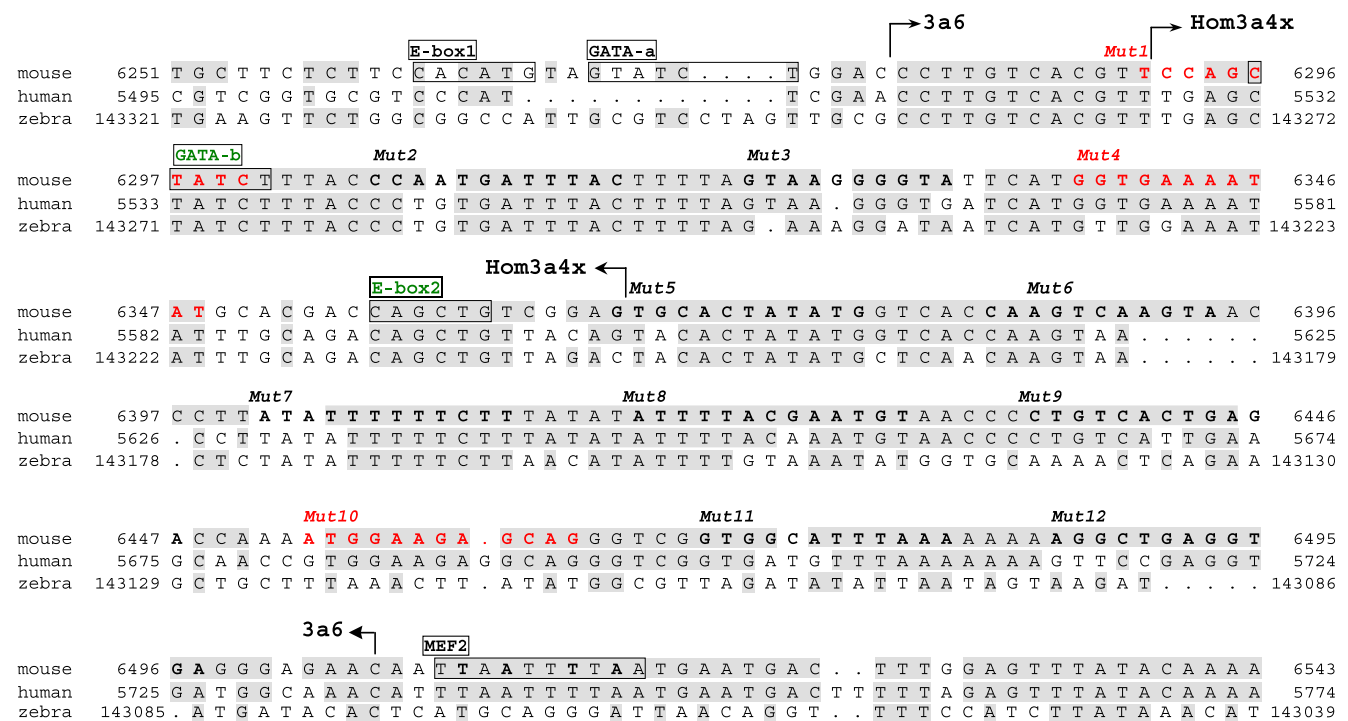 3a6 Hom3a4x
E-box1 GATA-a Mut1
mouse 6251 T G C T T C T C T T C C A C A T G T A G T A T C . . . . T G G A C C C T T G T C A C G T T C C A G C 6296
human 5495 C G T C G G T G C G T C C C A T . . . . . . . . . . . . T C G A A C C T T G T C A C G T T T G A G C 5532
zebra 143321 T G A A G T T C T G G C G G C C A T T G C G T C C T A G T T G C G C C T T G T C A C G T T T G A G C 143272
GATA-b Mut2 Mut3 Mut4
mouse 6297 T A T C T T T A C C C A A T G A T T T A C T T T T A G T A A G G G G T A T T C A T G G T G A A A A T 6346
human 5533 T A T C T T T A C C C T G T G A T T T A C T T T T A G T A A . G G G T G A T C A T G G T G A A A A T 5581
zebra 143271 T A T C T T T A C C C T G T G A T T T A C T T T T A G . A A A G G A T A A T C A T G T T G G A A A T 143223
Hom3a4x
E-box2 Mut5 Mut6
mouse 6347 A T G C A C G A C C A G C T G T C G G A G T G C A C T A T A T G G T C A C C A A G T C A A G T A A C 6396
human 5582 A T T T G C A G A C A G C T G T T A C A G T A C A C T A T A T G G T C A C C A A G T A A . . . . . . 5625
zebra 143222 A T T T G C A G A C A G C T G T T A G A C T A C A C T A T A T G C T C A A C A A G T A A . . . . . . 143179
Mut7 Mut8 Mut9
mouse 6397 C C T T A T A T T T T T T C T T T A T A T A T T T T A C G A A T G T A A C C C C T G T C A C T G A G 6446
human 5626 . C C T T A T A T T T T T C T T T A T A T A T T T T A C A A A T G T A A C C C C T G T C A T T G A A 5674
zebra 143178 . C T C T A T A T T T T T C T T A A C A T A T T T T G T A A A T A T G G T G C A A A A C T C A G A A 143130
Mut10 Mut11 Mut12
mouse 6447 A C C A A A A T G G A A G A . G C A G G G T C G G T G G C A T T T A A A A A A A A G G C T G A G G T 6495
human 5675 G C A A C C G T G G A A G A G G C A G G G T C G G T G A T G T T T A A A A A A A G T T C C G A G G T 5724
zebra 143129 G C T G C T T T A A A C T T . A T A T G G C G T T A G A T A T A T T A A T A G T A A G A T . . . . . 143086
3a6 MEF2
mouse 6496 G A G G G A G A A C A A T T A A T T T T A A T G A A T G A C . . T T T G G A G T T T A T A C A A A A 6543
human 5725 G A T G G C A A A C A T T T A A T T T T A A T G A A T G A C T T T T T A G A G T T T A T A C A A A A 5774
zebra 143085 . A T G A T A C A C T C A T G C A G G G A T T A A C A G G T . . T T T C C A T C T T A T A A A C A T 143039